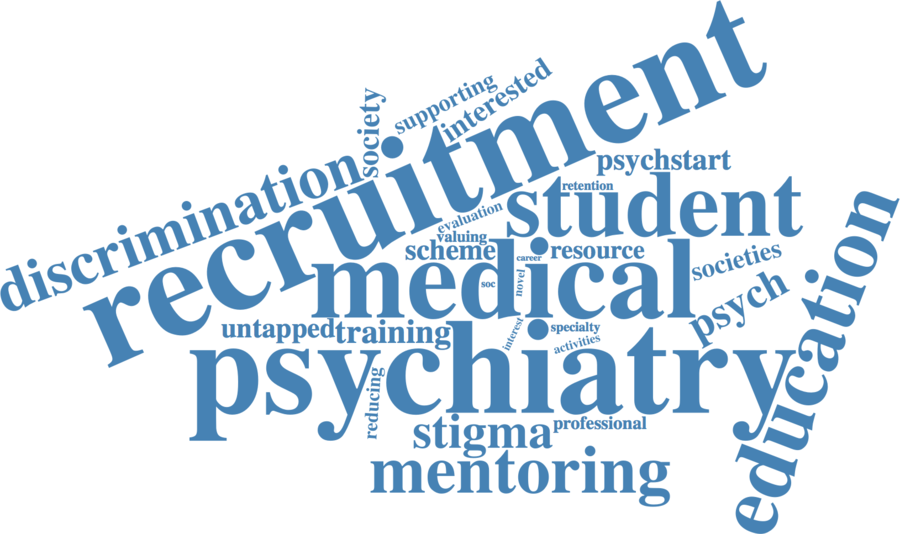 recruitment
supporting
interested
society
discrimination
psychstart
retention
student
evaluation
valuing
scheme
career
resource
societies
medical
soc
novel
psych
education
untapped
training
interest
specialty
activities
psychiatry
reducing
stigma
professional
mentoring